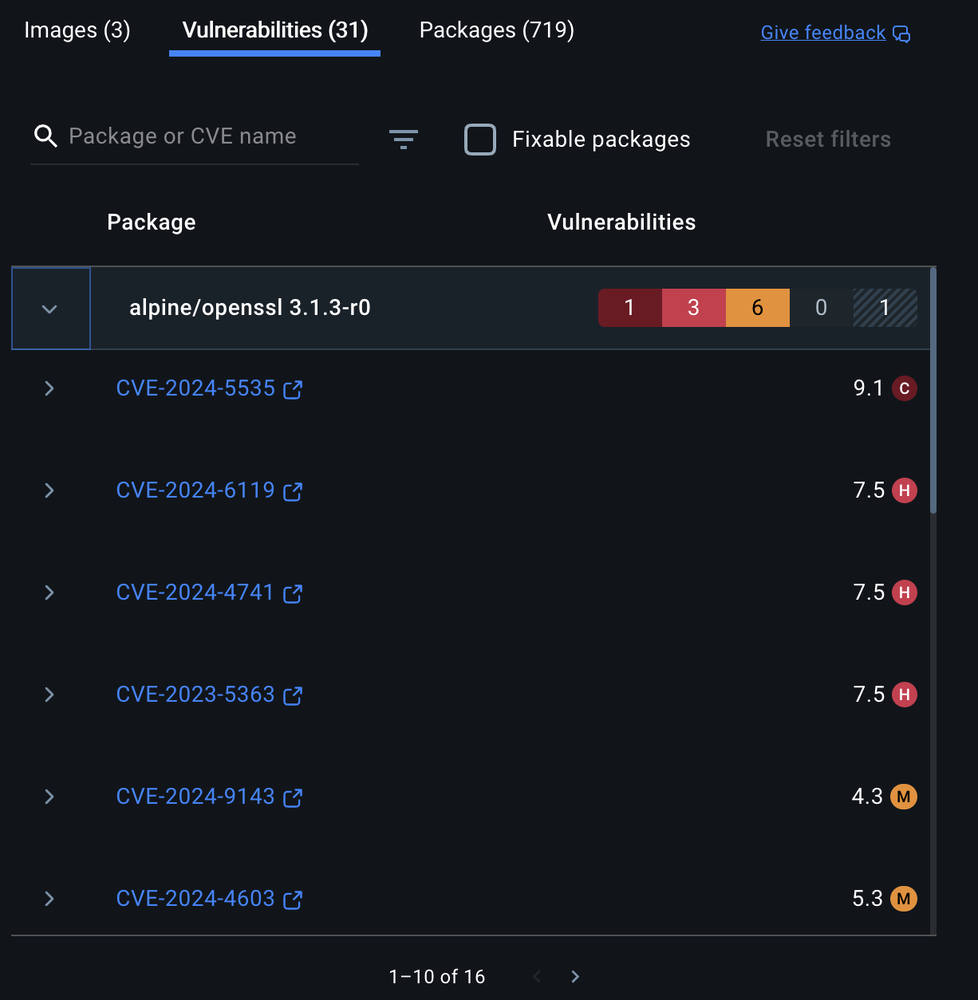 Images (3) Vulnerabilities (31) Packages (719) Give feedback
Package or CVE name Fixable packages Reset filters
Package Vulnerabilities
alpine/openssl 3.1.3-r0 1 3 6 0 1
CVE-2024-5535 9.1 C
CVE-2024-6119 7.5 H
CVE-2024-4741 7.5 H
CVE-2023-5363 7.5 H
CVE-2024-9143 4.3 M
CVE-2024-4603 5.3 M
1–10 of 16